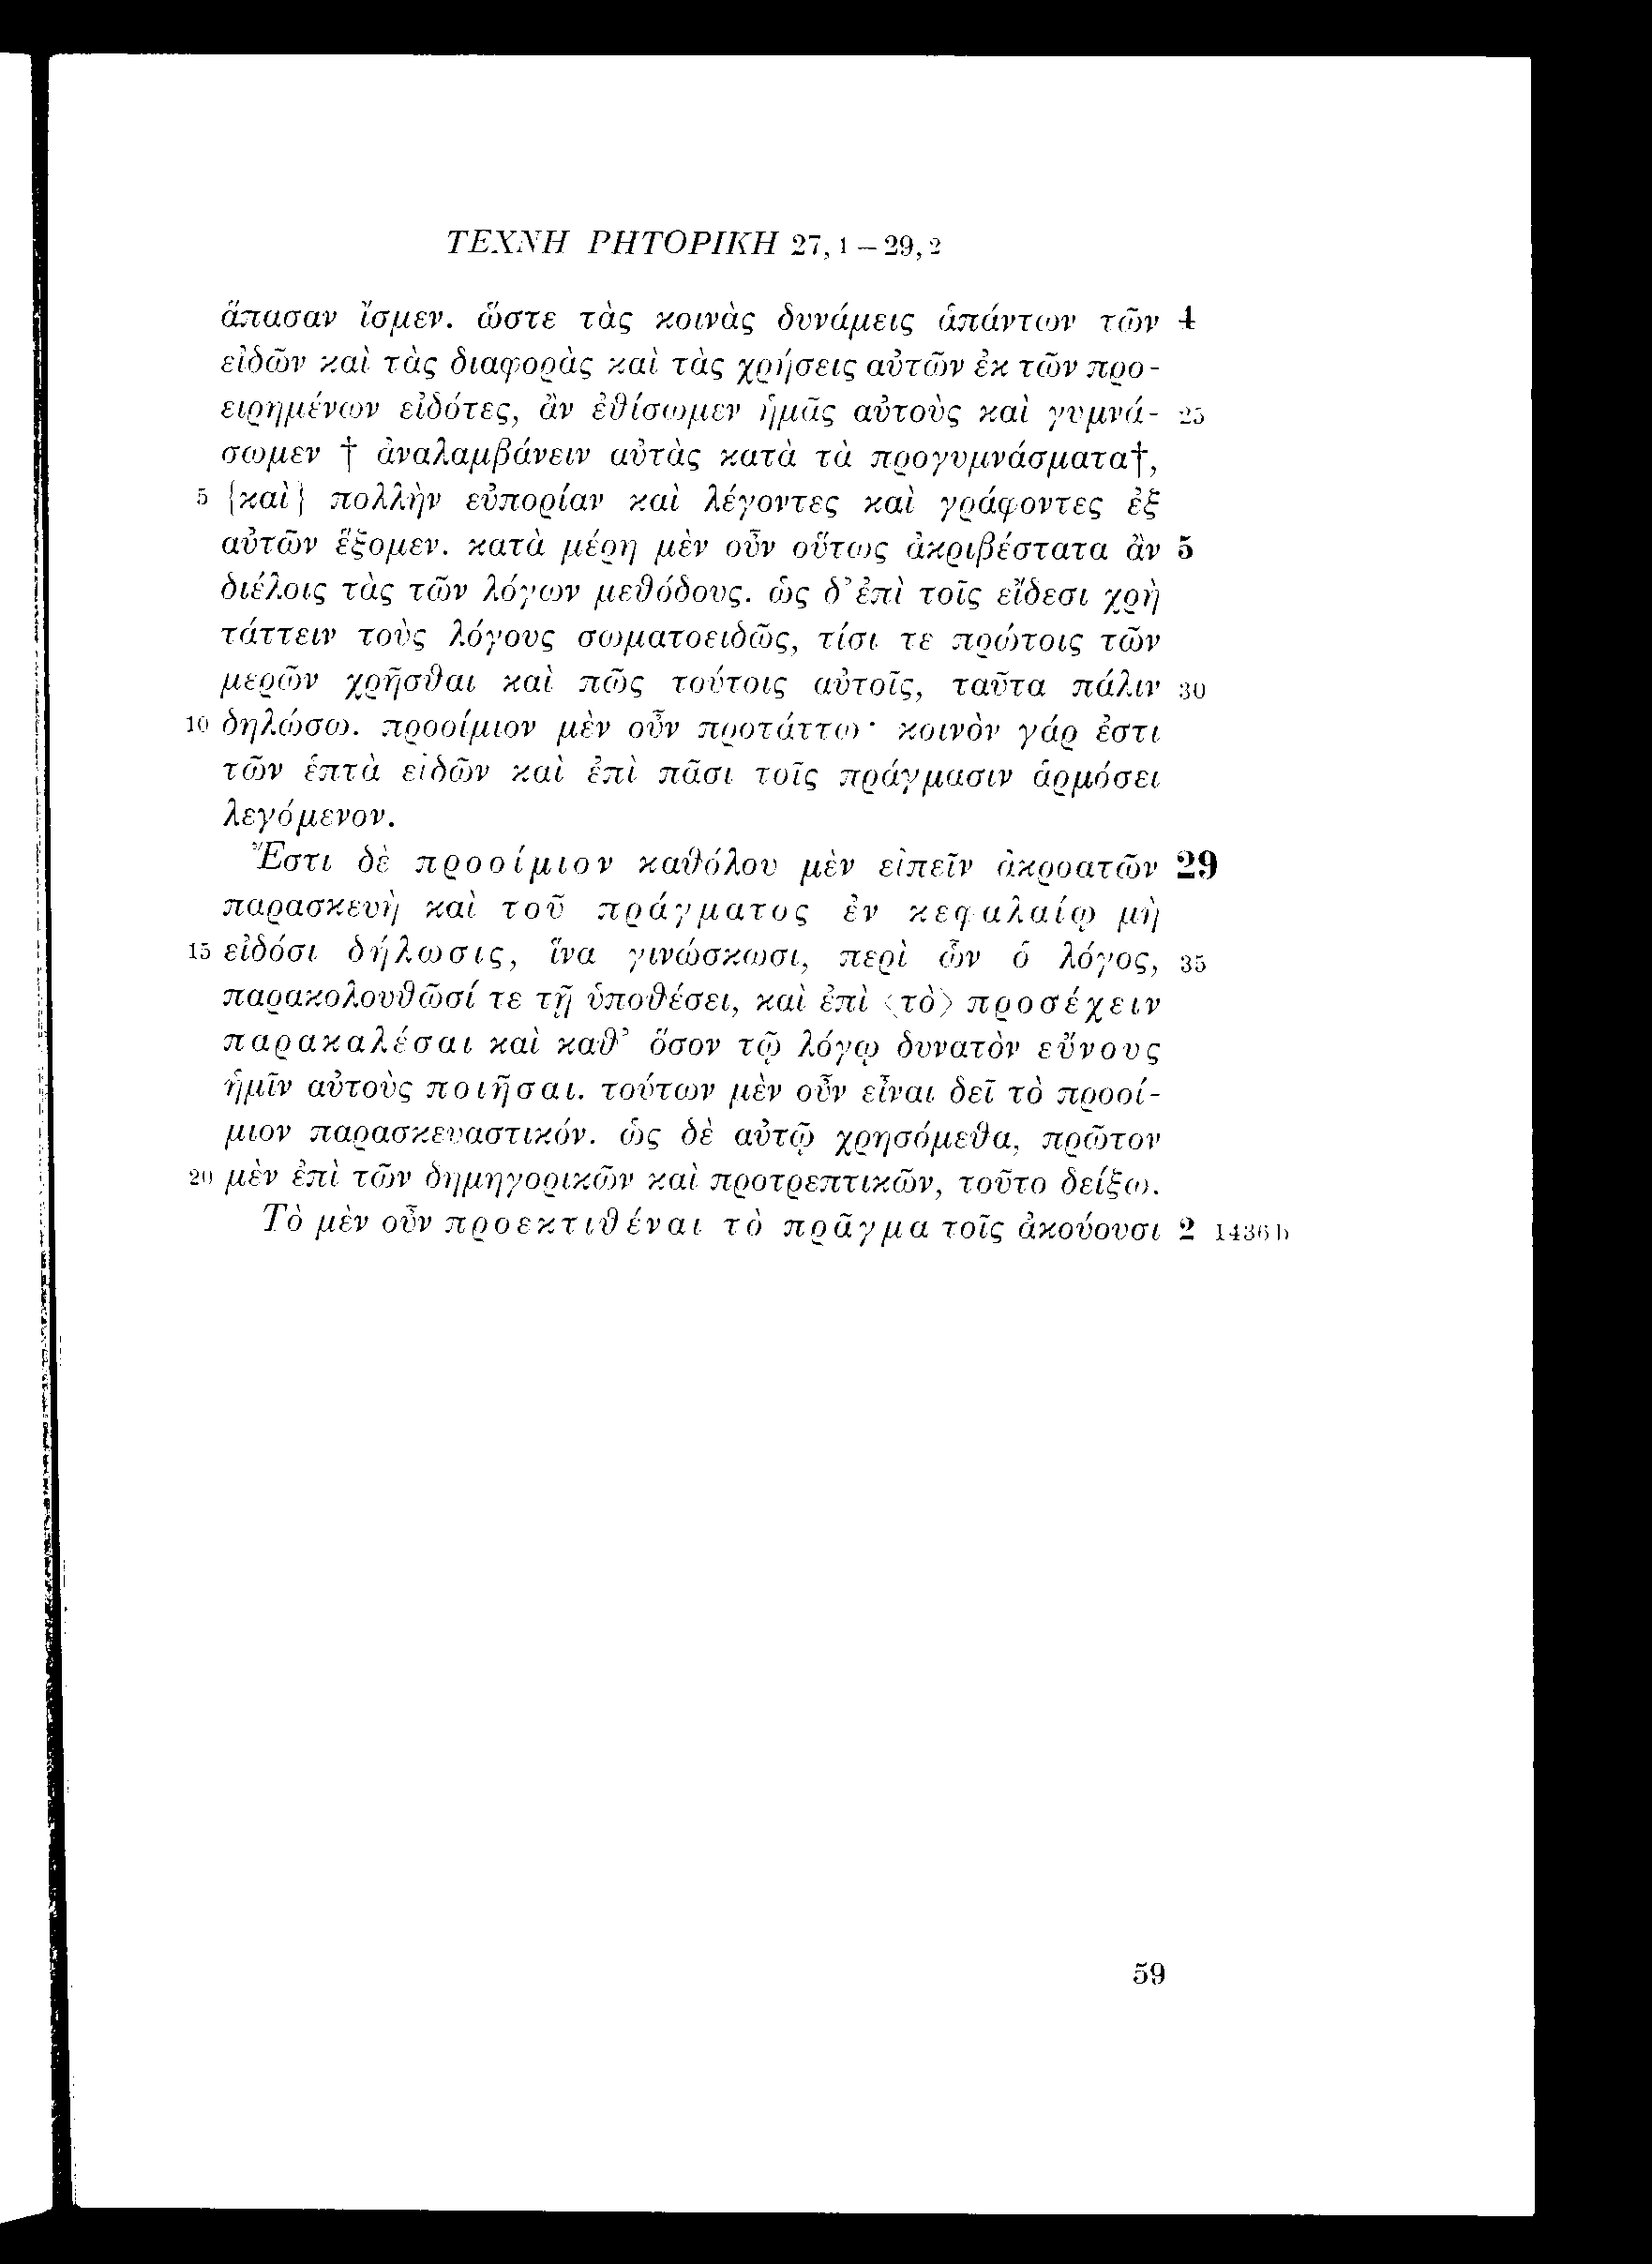 ΤΕΧΝΗ ΡΗΤΟΡΙΚΗ 27, 1 – 29, 2
ἅπασαν ἴσμεν. ὥστε τὰς κοινὰς δυνάμεις ἁπάντων τῶν 4
εἰδῶν καὶ τὰς διαφορὰς καὶ τὰς χρήσεις αὐτῶν ἐκ τῶν προ-
ειρημένων εἰδότες, ἂν ἐθίσωμεν ἡμᾶς αὐτοὺς καὶ γυμνά- 25
σωμεν † ἀναλαμβάνειν αὐτὰς κατὰ τὰ προγυμνάσματα†,
5 {καὶ} πολλὴν εὐπορίαν καὶ λέγοντες καὶ γράφοντες ἐξ
αὐτῶν ἕξομεν. κατὰ μέρη μὲν οὖν οὕτως ἀκριβέστατα ἂν 5
διέλοις τὰς τῶν λόγων μεθόδους. ὡς δ’ ἐπὶ τοῖς εἴδεσι χρὴ
τάττειν τοὺς λόγους σωματοειδῶς, τίσι τε πρώτοις τῶν
μερῶν χρῆσθαι καὶ πῶς τούτοις αὐτοῖς, ταῦτα πάλιν 30
10 δηλώσω. προοίμιον μὲν οὖν προτάττω· κοινὸν γάρ ἐστι
τῶν ἑπτὰ εἰδῶν καὶ ἐπὶ πᾶσι τοῖς πράγμασιν ἁρμόσει
λεγόμενον.
Ἔστι δὲ προοίμιον καθόλου μὲν εἰπεῖν ἀκροατῶν 29
παρασκευὴ καὶ τοῦ πράγματος ἐν κεφαλαίῳ μὴ
15 εἰδόσι δήλωσις, ἵνα γινώσκωσι, περὶ ὧν ὁ λόγος, 35
παρακολουθῶσί τε τῇ ὑποθέσει, καὶ ἐπὶ ⟨τὸ⟩ προσέχειν
παρακαλέσαι καὶ καθ’ ὅσον τῷ λόγῳ δυνατὸν εὔνους
ἡμῖν αὐτοὺς ποιῆσαι. τούτων μὲν οὖν εἶναι δεῖ τὸ προοί-
μιον παρασκευαστικόν. ὡς δὲ αὐτῷ χρησόμεθα, πρῶτον
20 μὲν ἐπὶ τῶν δημηγορικῶν καὶ προτρεπτικῶν, τοῦτο δείξω.
Τὸ μὲν οὖν προεκτιθέναι τὸ πρᾶγμα τοῖς ἀκούουσι 2 1436 b
59